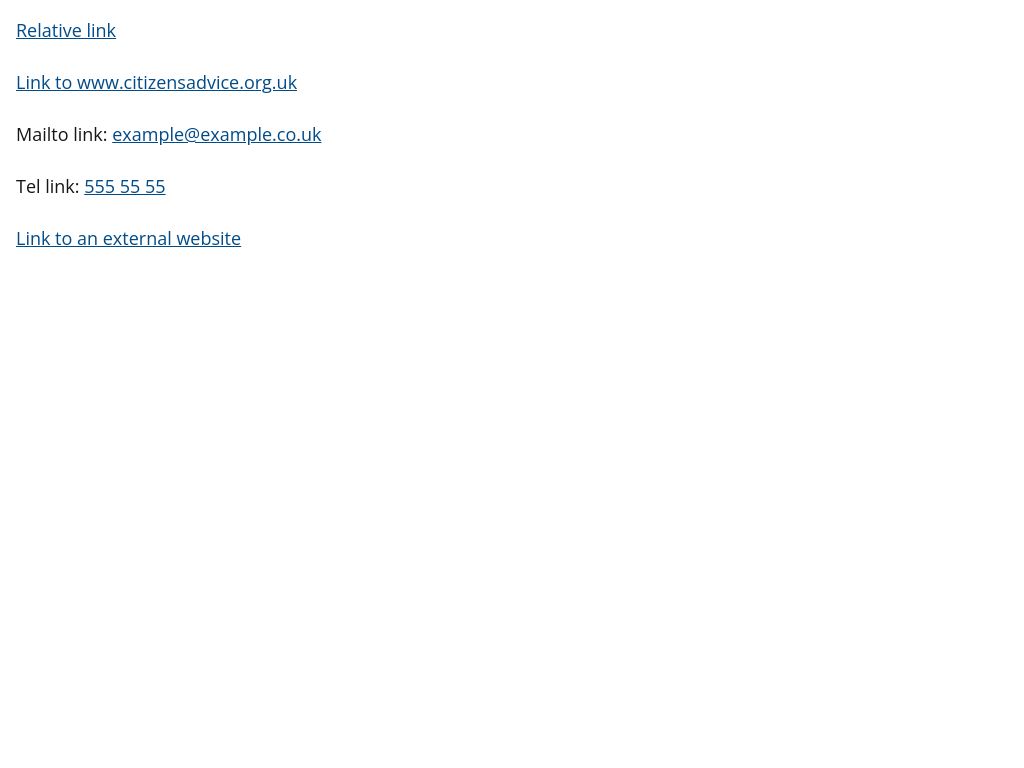 Relative link
Link to www.citizensadvice.org.uk
Mailto link: example@example.co.uk
Tel link: 555 55 55
Link to an external website